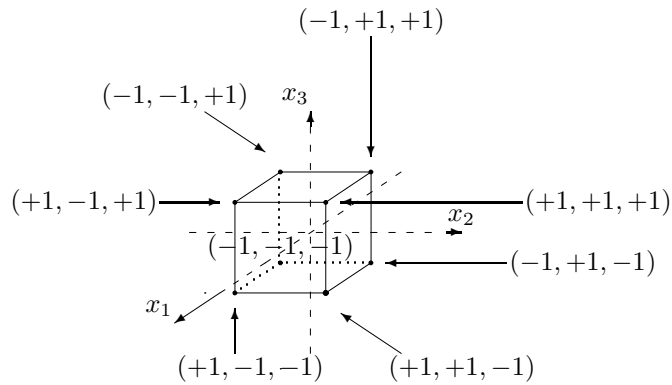 (−1, +1, +1)
(−1, −1, +1)
x₃
(+1, −1, +1)
(+1, +1, +1)
x₂
(−1, −1, −1)
(−1, +1, −1)
x₁
(+1, −1, −1)
(+1, +1, −1)